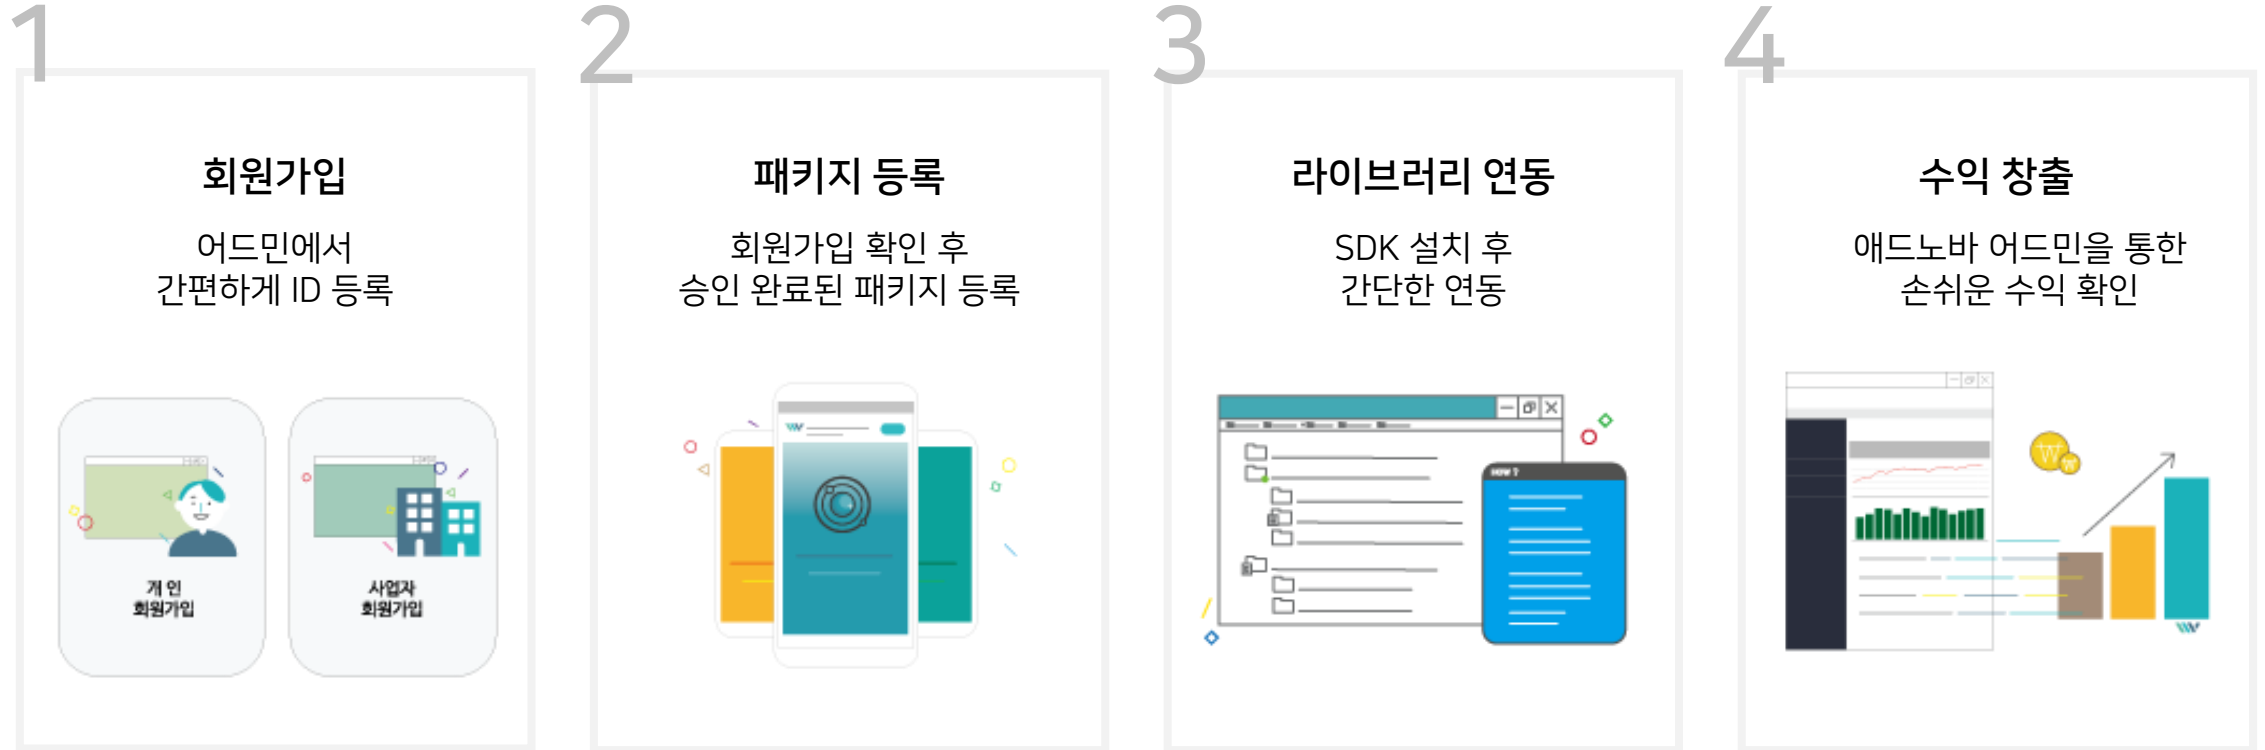 1
회원가입
어드민에서
간편하게 ID 등록
개 인
회원가입
사업자
회원가입
2
패키지 등록
회원가입 확인 후
승인 완료된 패키지 등록
3
라이브러리 연동
SDK 설치 후
간단한 연동
HOW ?
4
수익 창출
애드노바 어드민을 통한
손쉬운 수익 확인